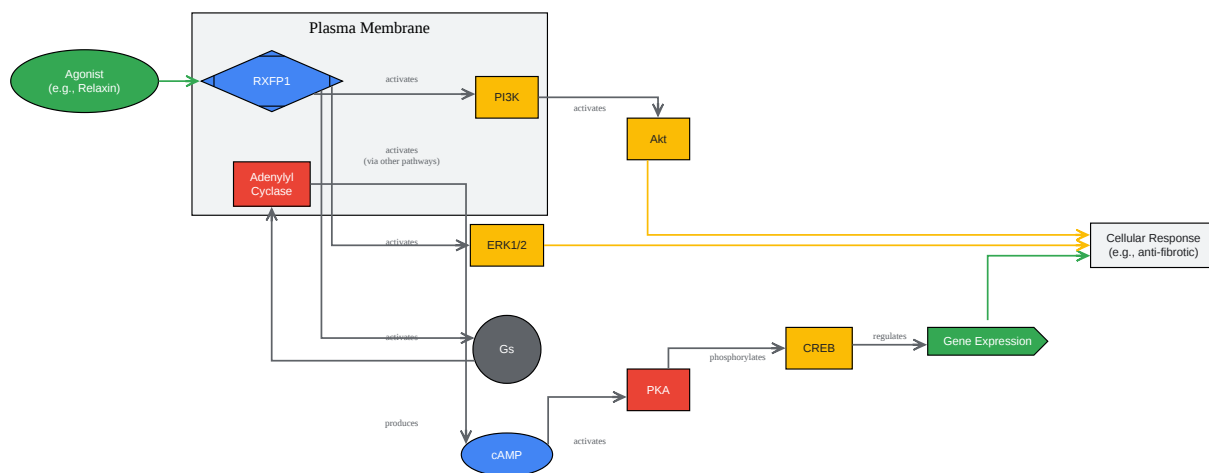 Plasma Membrane
Agonist
(e.g., Relaxin)
RXFP1
activates
PI3K
activates
Akt
activates
(via other pathways)
Adenylyl
Cyclase
activates
ERK1/2
Cellular Response
(e.g., anti-fibrotic)
activates
Gs
phosphorylates
CREB
regulates
Gene Expression
PKA
produces
cAMP
activates